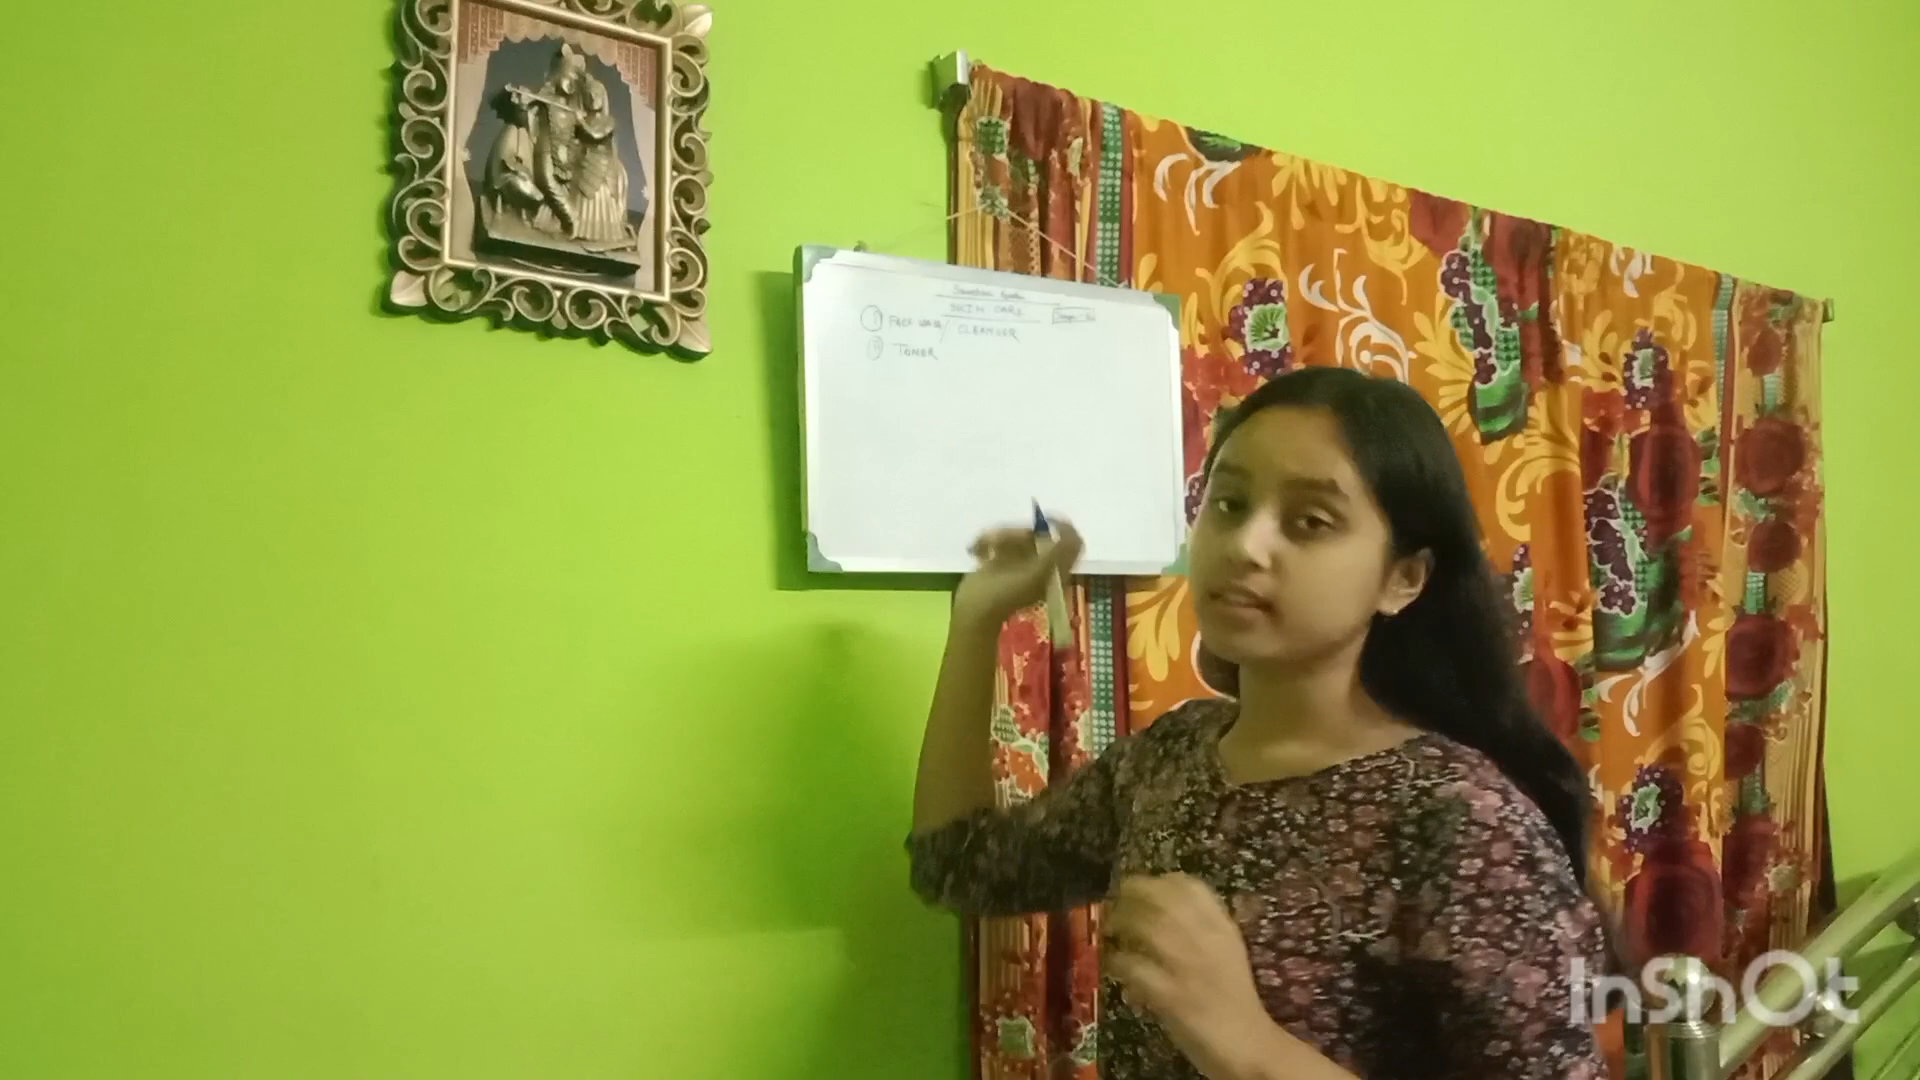 SKIN CARE
① FACE WASH / CLEANSER
② TONER
InShOt